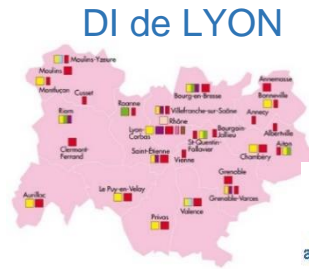 DI de LYON
Moulins-Yzeure
Moulins
Montluçon
Cusset
Riom
Clermont-Ferrand
Aurillac
Roanne
Villefranche-sur-Saône
Rhône
Lyon-Corbas
Saint-Étienne
Vienne
Le Puy-en-Velay
Privas
Valence
Bourg-en-Bresse
Bourgoin-Jallieu
St-Quentin-Fallavier
Annemasse
Bonneville
Annecy
Albertville
Aiton
Chambéry
Grenoble
Grenoble-Varces